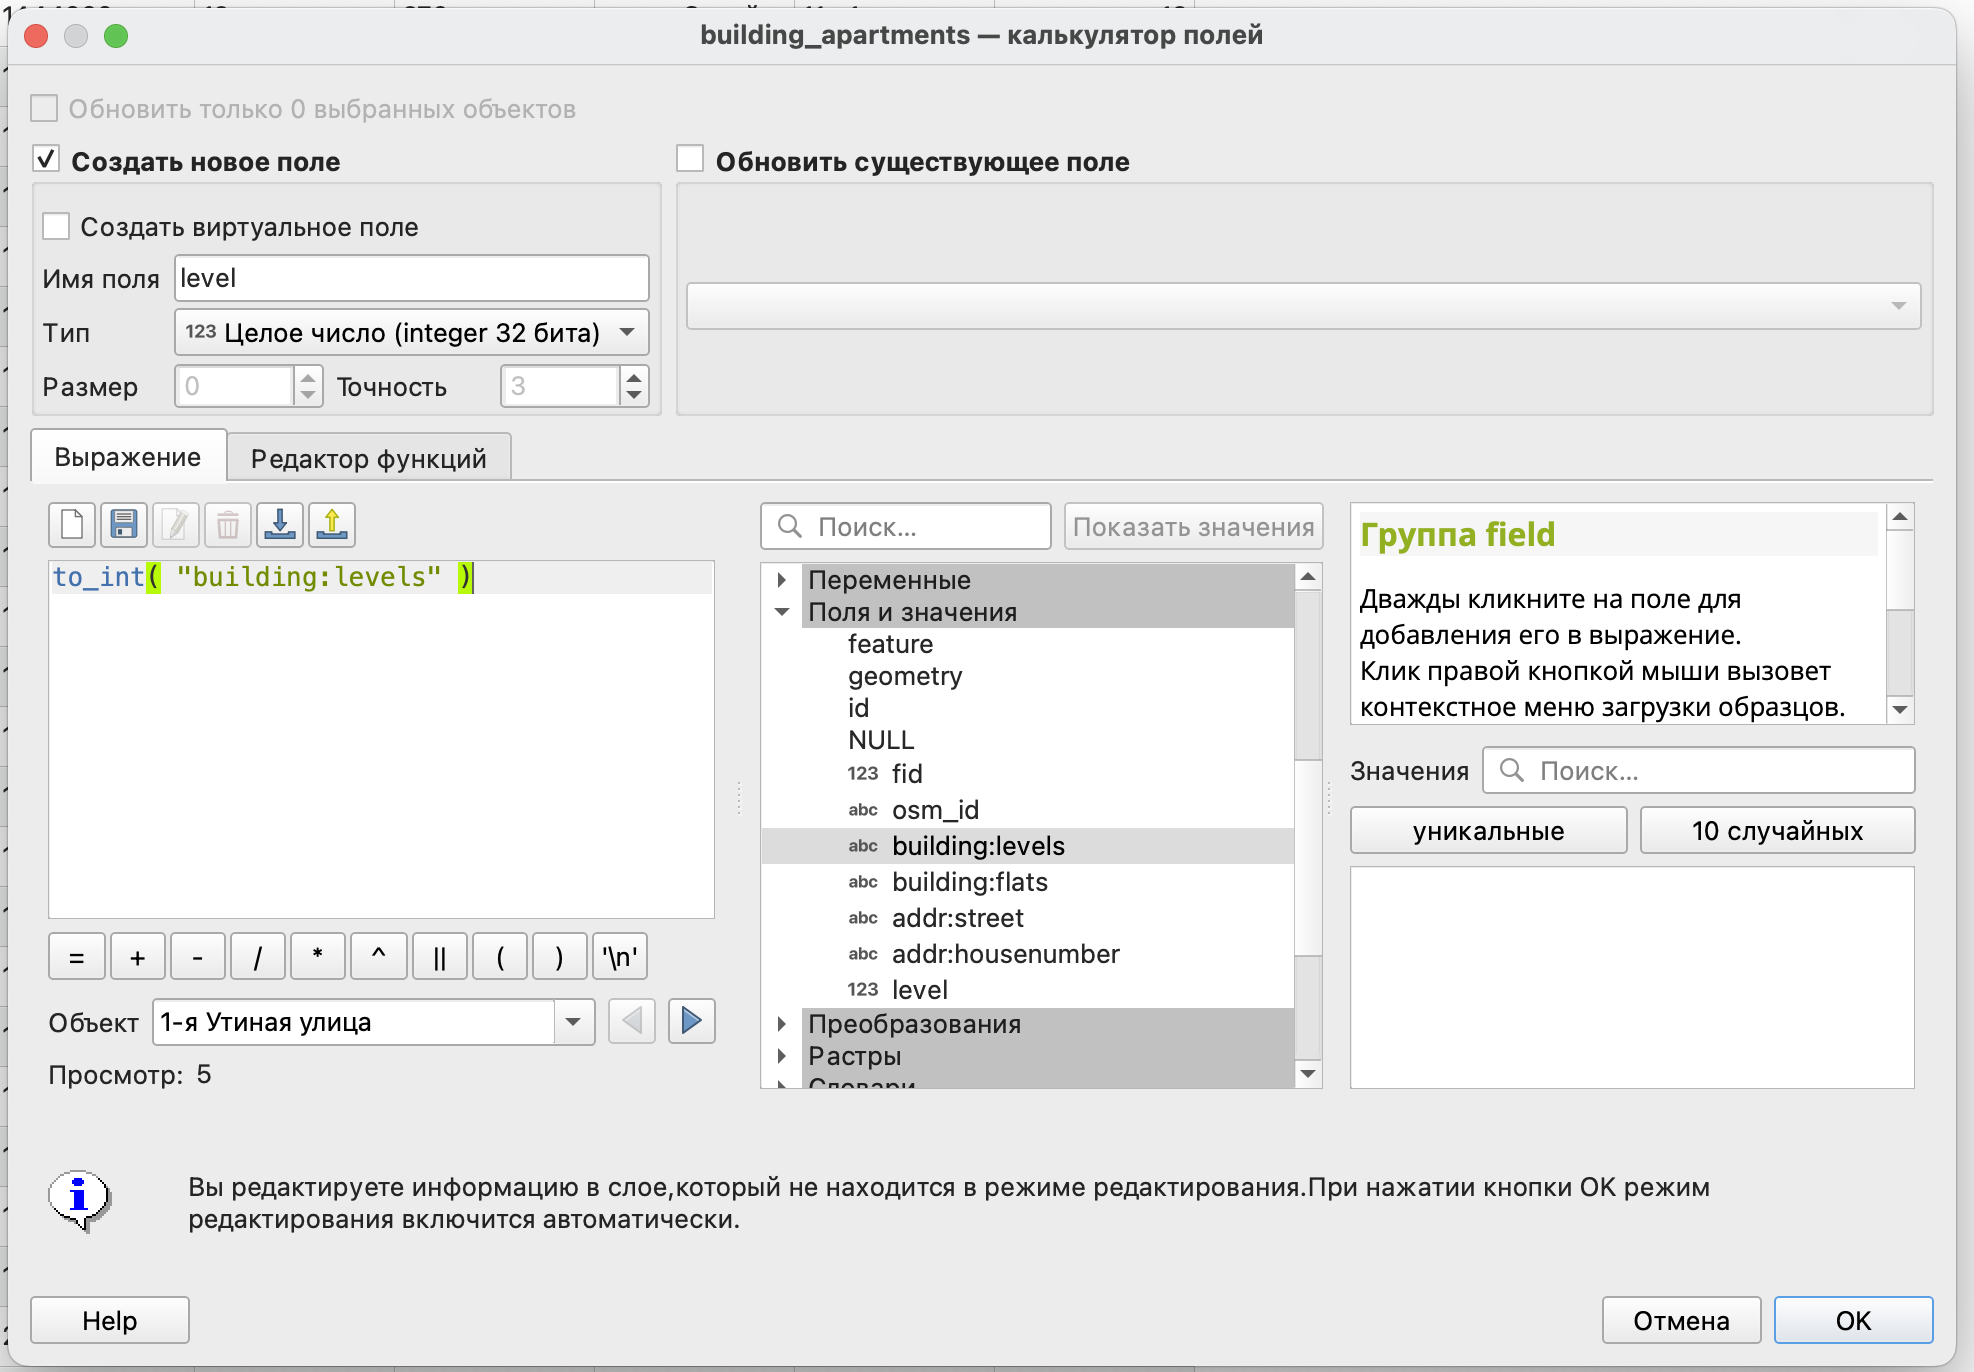 building_apartments — калькулятор полей
Обновить только 0 выбранных объектов
Создать новое поле
Обновить существующее поле
Создать виртуальное поле
Имя поля level
Тип 123 Целое число (integer 32 бита)
Размер 0 Точность 3
Выражение Редактор функций
to_int( "building:levels" )
= + - / * ^ || ( ) '\n'
Объект 1-я Утиная улица
Просмотр: 5
Поиск... Показать значения
Переменные
Поля и значения
feature
geometry
id
NULL
123 fid
abc osm_id
abc building:levels
abc building:flats
abc addr:street
abc addr:housenumber
123 level
Преобразования
Растры
Словари
Группа field
Дважды кликните на поле для
добавления его в выражение.
Клик правой кнопкой мыши вызовет
контекстное меню загрузки образцов.
Значения Поиск...
уникальные 10 случайных
Вы редактируете информацию в слое,который не находится в режиме редактирования.При нажатии кнопки OK режим
редактирования включится автоматически.
Help Отмена OK